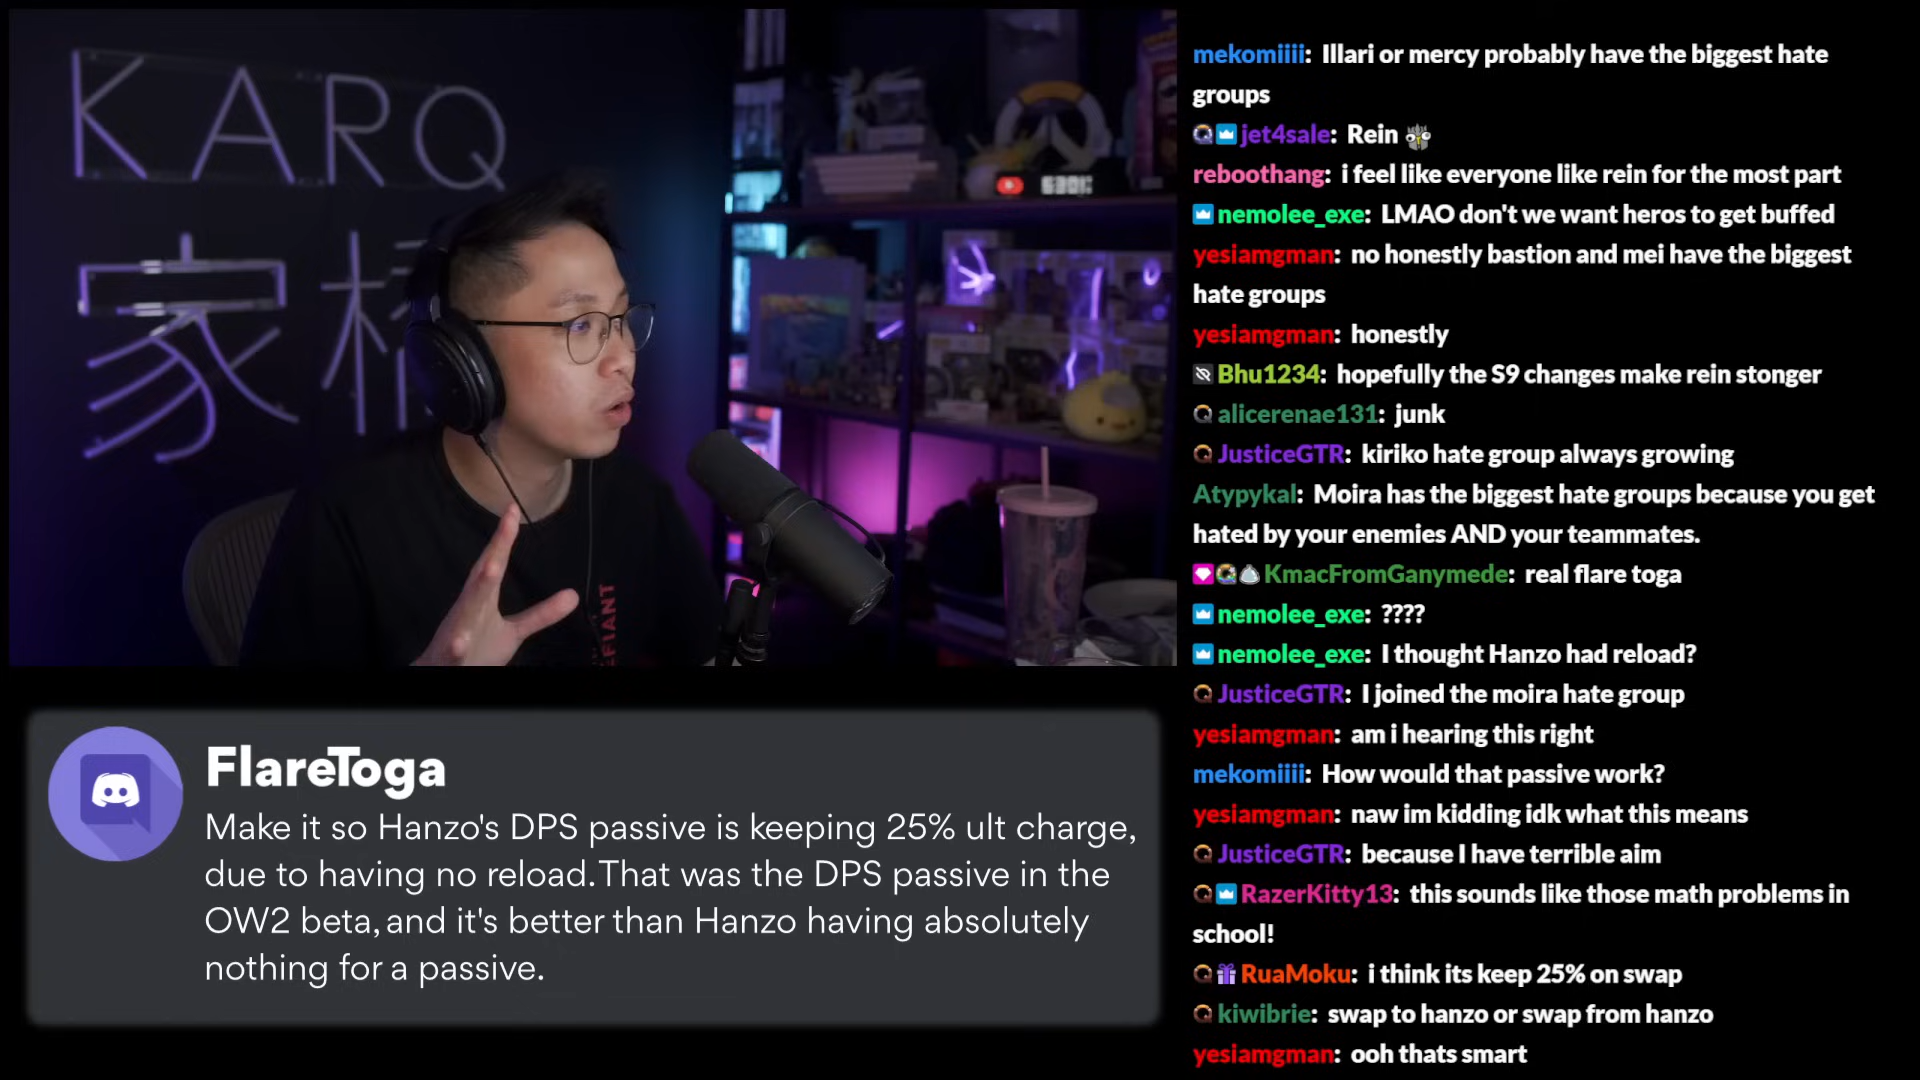 KARQ
家橋
6301
EFIANT
mekomiiii: Illari or mercy probably have the biggest hate
groups
jet4sale: Rein
reboothang: i feel like everyone like rein for the most part
nemolee_exe: LMAO don't we want heros to get buffed
yesiamgman: no honestly bastion and mei have the biggest
hate groups
yesiamgman: honestly
Bhu1234: hopefully the S9 changes make rein stonger
alicerenae131: junk
JusticeGTR: kiriko hate group always growing
Atypykal: Moira has the biggest hate groups because you get
hated by your enemies AND your teammates.
KmacFromGanymede: real flare toga
nemolee_exe: ????
nemolee_exe: I thought Hanzo had reload?
JusticeGTR: I joined the moira hate group
yesiamgman: am i hearing this right
mekomiiii: How would that passive work?
yesiamgman: naw im kidding idk what this means
JusticeGTR: because I have terrible aim
RazerKitty13: this sounds like those math problems in
school!
RuaMoku: i think its keep 25% on swap
kiwibrie: swap to hanzo or swap from hanzo
yesiamgman: ooh thats smart
FlareToga
Make it so Hanzo's DPS passive is keeping 25% ult charge,
due to having no reload. That was the DPS passive in the
OW2 beta, and it's better than Hanzo having absolutely
nothing for a passive.